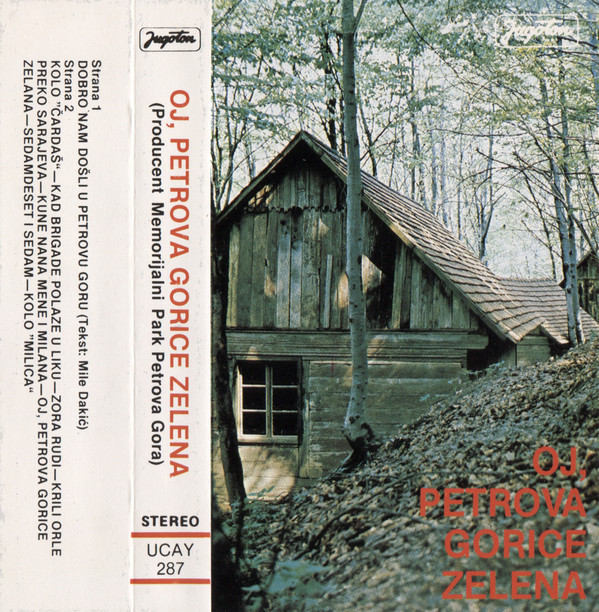 Strana 1
DOBRO NAM DOŠLI U PETROVU GORU (Tekst: Mile Dakić)
Strana 2
KOLO "ČARDAŠ"—KAD BRIGADE POLAZE U LIKU—ZORA RUDI—KRILI ORLE
PREKO SARAJEVA—KUNE NANA MENE I MILANA—OJ, PETROVA GORICE
ZELANA—SEDAMDESET I SEDAM—KOLO "MILICA"
Jugoton
OJ, PETROVA GORICE ZELENA
(Producent Memorijalni Park Petrova Gora)
STEREO
UCAY
287
Jugoton
OJ,
PETROVA
GORICE
ZELENA